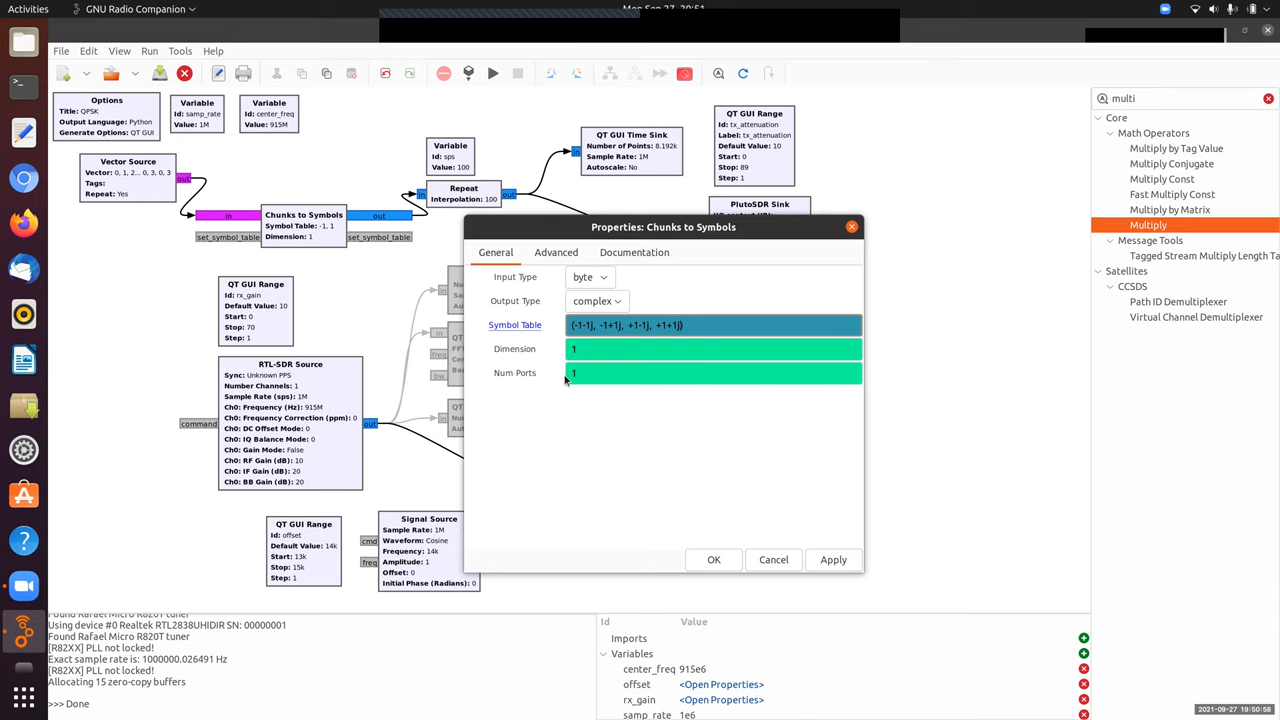 Activities
GNU Radio Companion
Mon Sep 27, 20:51
File Edit View Run Tools Help
Options
Title: QPSK
Output Language: Python
Generate Options: QT GUI
Variable
Id: samp_rate
Value: 1M
Variable
Id: center_freq
Value: 915M
Variable
Id: sps
Value: 100
QT GUI Time Sink
Number of Points: 8.192k
Sample Rate: 1M
Autoscale: No
in
QT GUI Range
Id: tx_attenuation
Label: tx_attenuation
Default Value: 10
Start: 0
Stop: 89
Step: 1
Vector Source
Vector: 0, 1, 2... 0, 3, 0, 3
Tags:
Repeat: Yes
out
Repeat
Interpolation: 100
in
out
PlutoSDR Sink
Chunks to Symbols
Symbol Table: -1, 1
Dimension: 1
in
out
set_symbol_table
set_symbol_table
QT GUI Range
Id: rx_gain
Default Value: 10
Start: 0
Stop: 70
Step: 1
RTL-SDR Source
Sync: Unknown PPS
Number Channels: 1
Sample Rate (sps): 1M
Ch0: Frequency (Hz): 915M
Ch0: Frequency Correction (ppm): 0
Ch0: DC Offset Mode: 0
Ch0: IQ Balance Mode: 0
Ch0: Gain Mode: False
Ch0: RF Gain (dB): 10
Ch0: IF Gain (dB): 20
Ch0: BB Gain (dB): 20
command
out
in
freq
bw
in
QT GUI Range
Id: offset
Default Value: 14k
Start: 13k
Stop: 15k
Step: 1
Signal Source
Sample Rate: 1M
Waveform: Cosine
Frequency: 14k
Amplitude: 1
Offset: 0
Initial Phase (Radians): 0
cmd
freq
Properties: Chunks to Symbols
General Advanced Documentation
Input Type byte
Output Type complex
Symbol Table (-1-1j, -1+1j, +1-1j, +1+1j)
Dimension 1
Num Ports 1
OK Cancel Apply
multi
Core
Math Operators
Multiply by Tag Value
Multiply Conjugate
Multiply Const
Fast Multiply Const
Multiply by Matrix
Multiply
Message Tools
Tagged Stream Multiply Length Ta
Satellites
CCSDS
Path ID Demultiplexer
Virtual Channel Demultiplexer
Found Rafael Micro R820T tuner
Using device #0 Realtek RTL2838UHIDIR SN: 00000001
Found Rafael Micro R820T tuner
[R82XX] PLL not locked!
Exact sample rate is: 1000000.026491 Hz
[R82XX] PLL not locked!
Allocating 15 zero-copy buffers
>>> Done
Id Value
Imports
Variables
center_freq 915e6
offset <Open Properties>
rx_gain <Open Properties>
samp_rate 1e6
2021-09-27 19:50:58